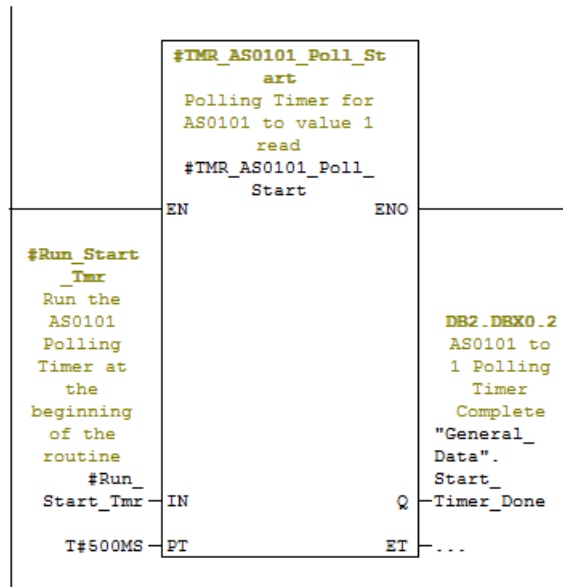 #TMR_AS0101_Poll_St
art
Polling Timer for
AS0101 to value 1
read
#TMR_AS0101_Poll_
Start
EN
ENO
#Run_Start
_Tmr
Run the
AS0101
Polling
Timer at
the
beginning
of the
routine
#Run_
Start_Tmr
IN
T#500MS
PT
DB2.DBX0.2
AS0101 to
1 Polling
Timer
Complete
"General_
Data".
Start_
Timer_Done
Q
ET
...